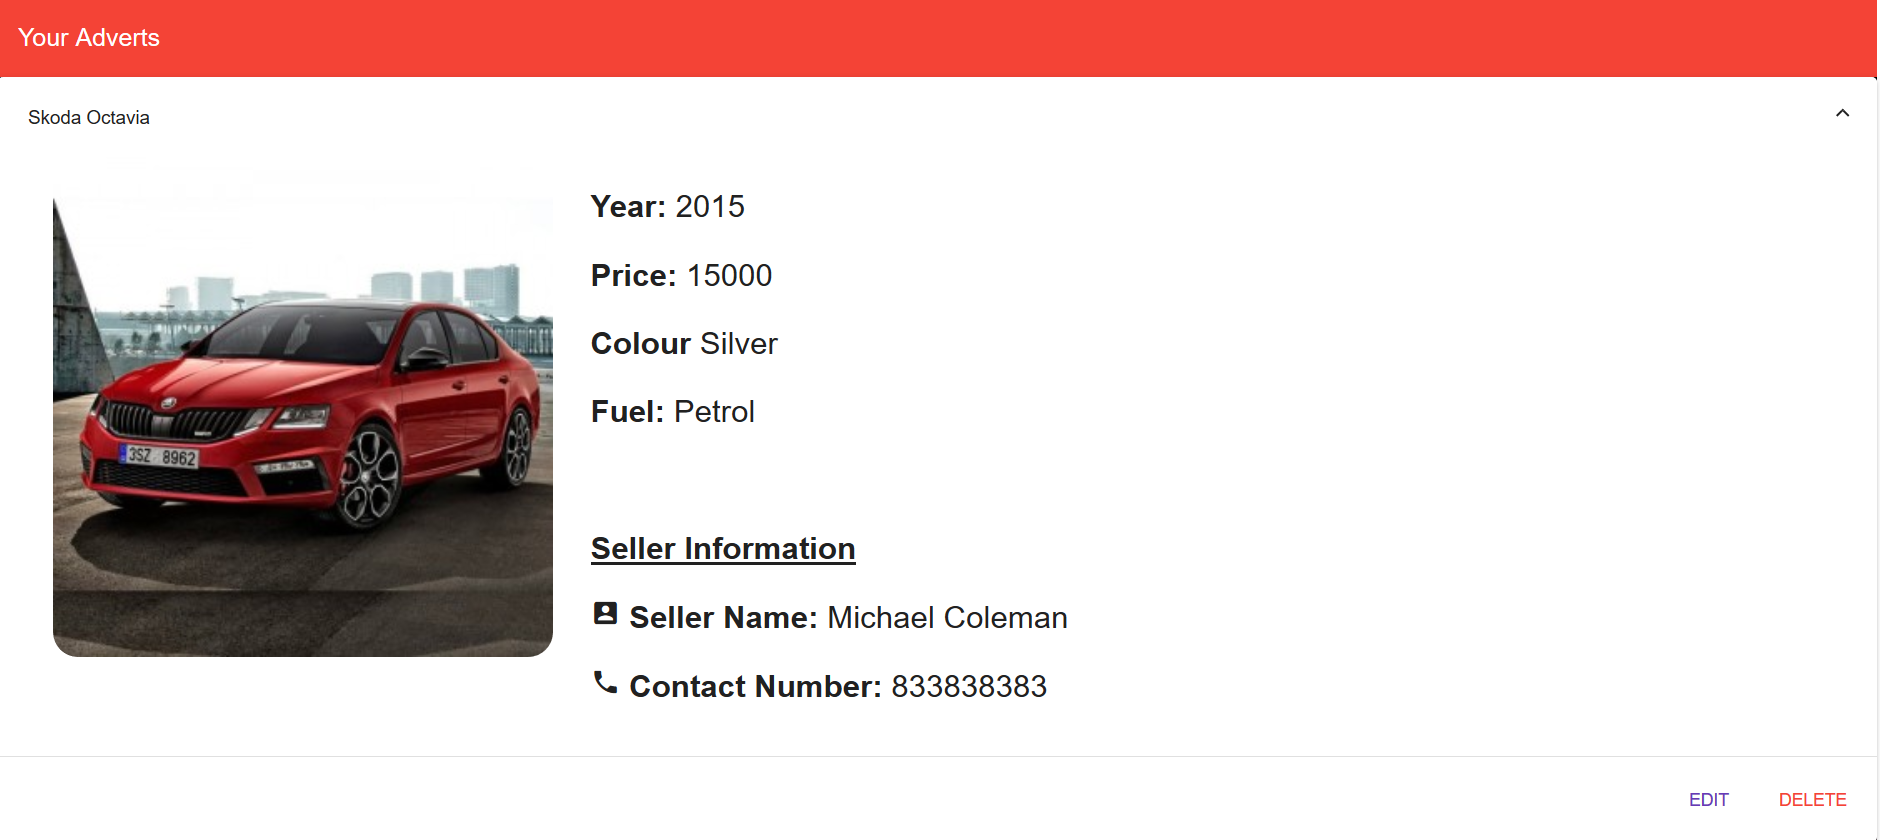 Your Adverts
Skoda Octavia
Year: 2015
Price: 15000
Colour Silver
Fuel: Petrol
3SZ 8962
Seller Information
Seller Name: Michael Coleman
Contact Number: 833838383
EDIT DELETE